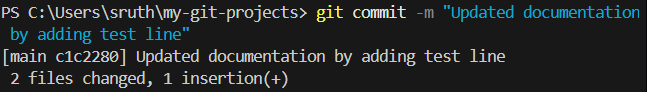 PS C:\Users\sruth\my-git-projects> git commit -m "Updated documentation
 by adding test line"
[main c1c2280] Updated documentation by adding test line
 2 files changed, 1 insertion(+)